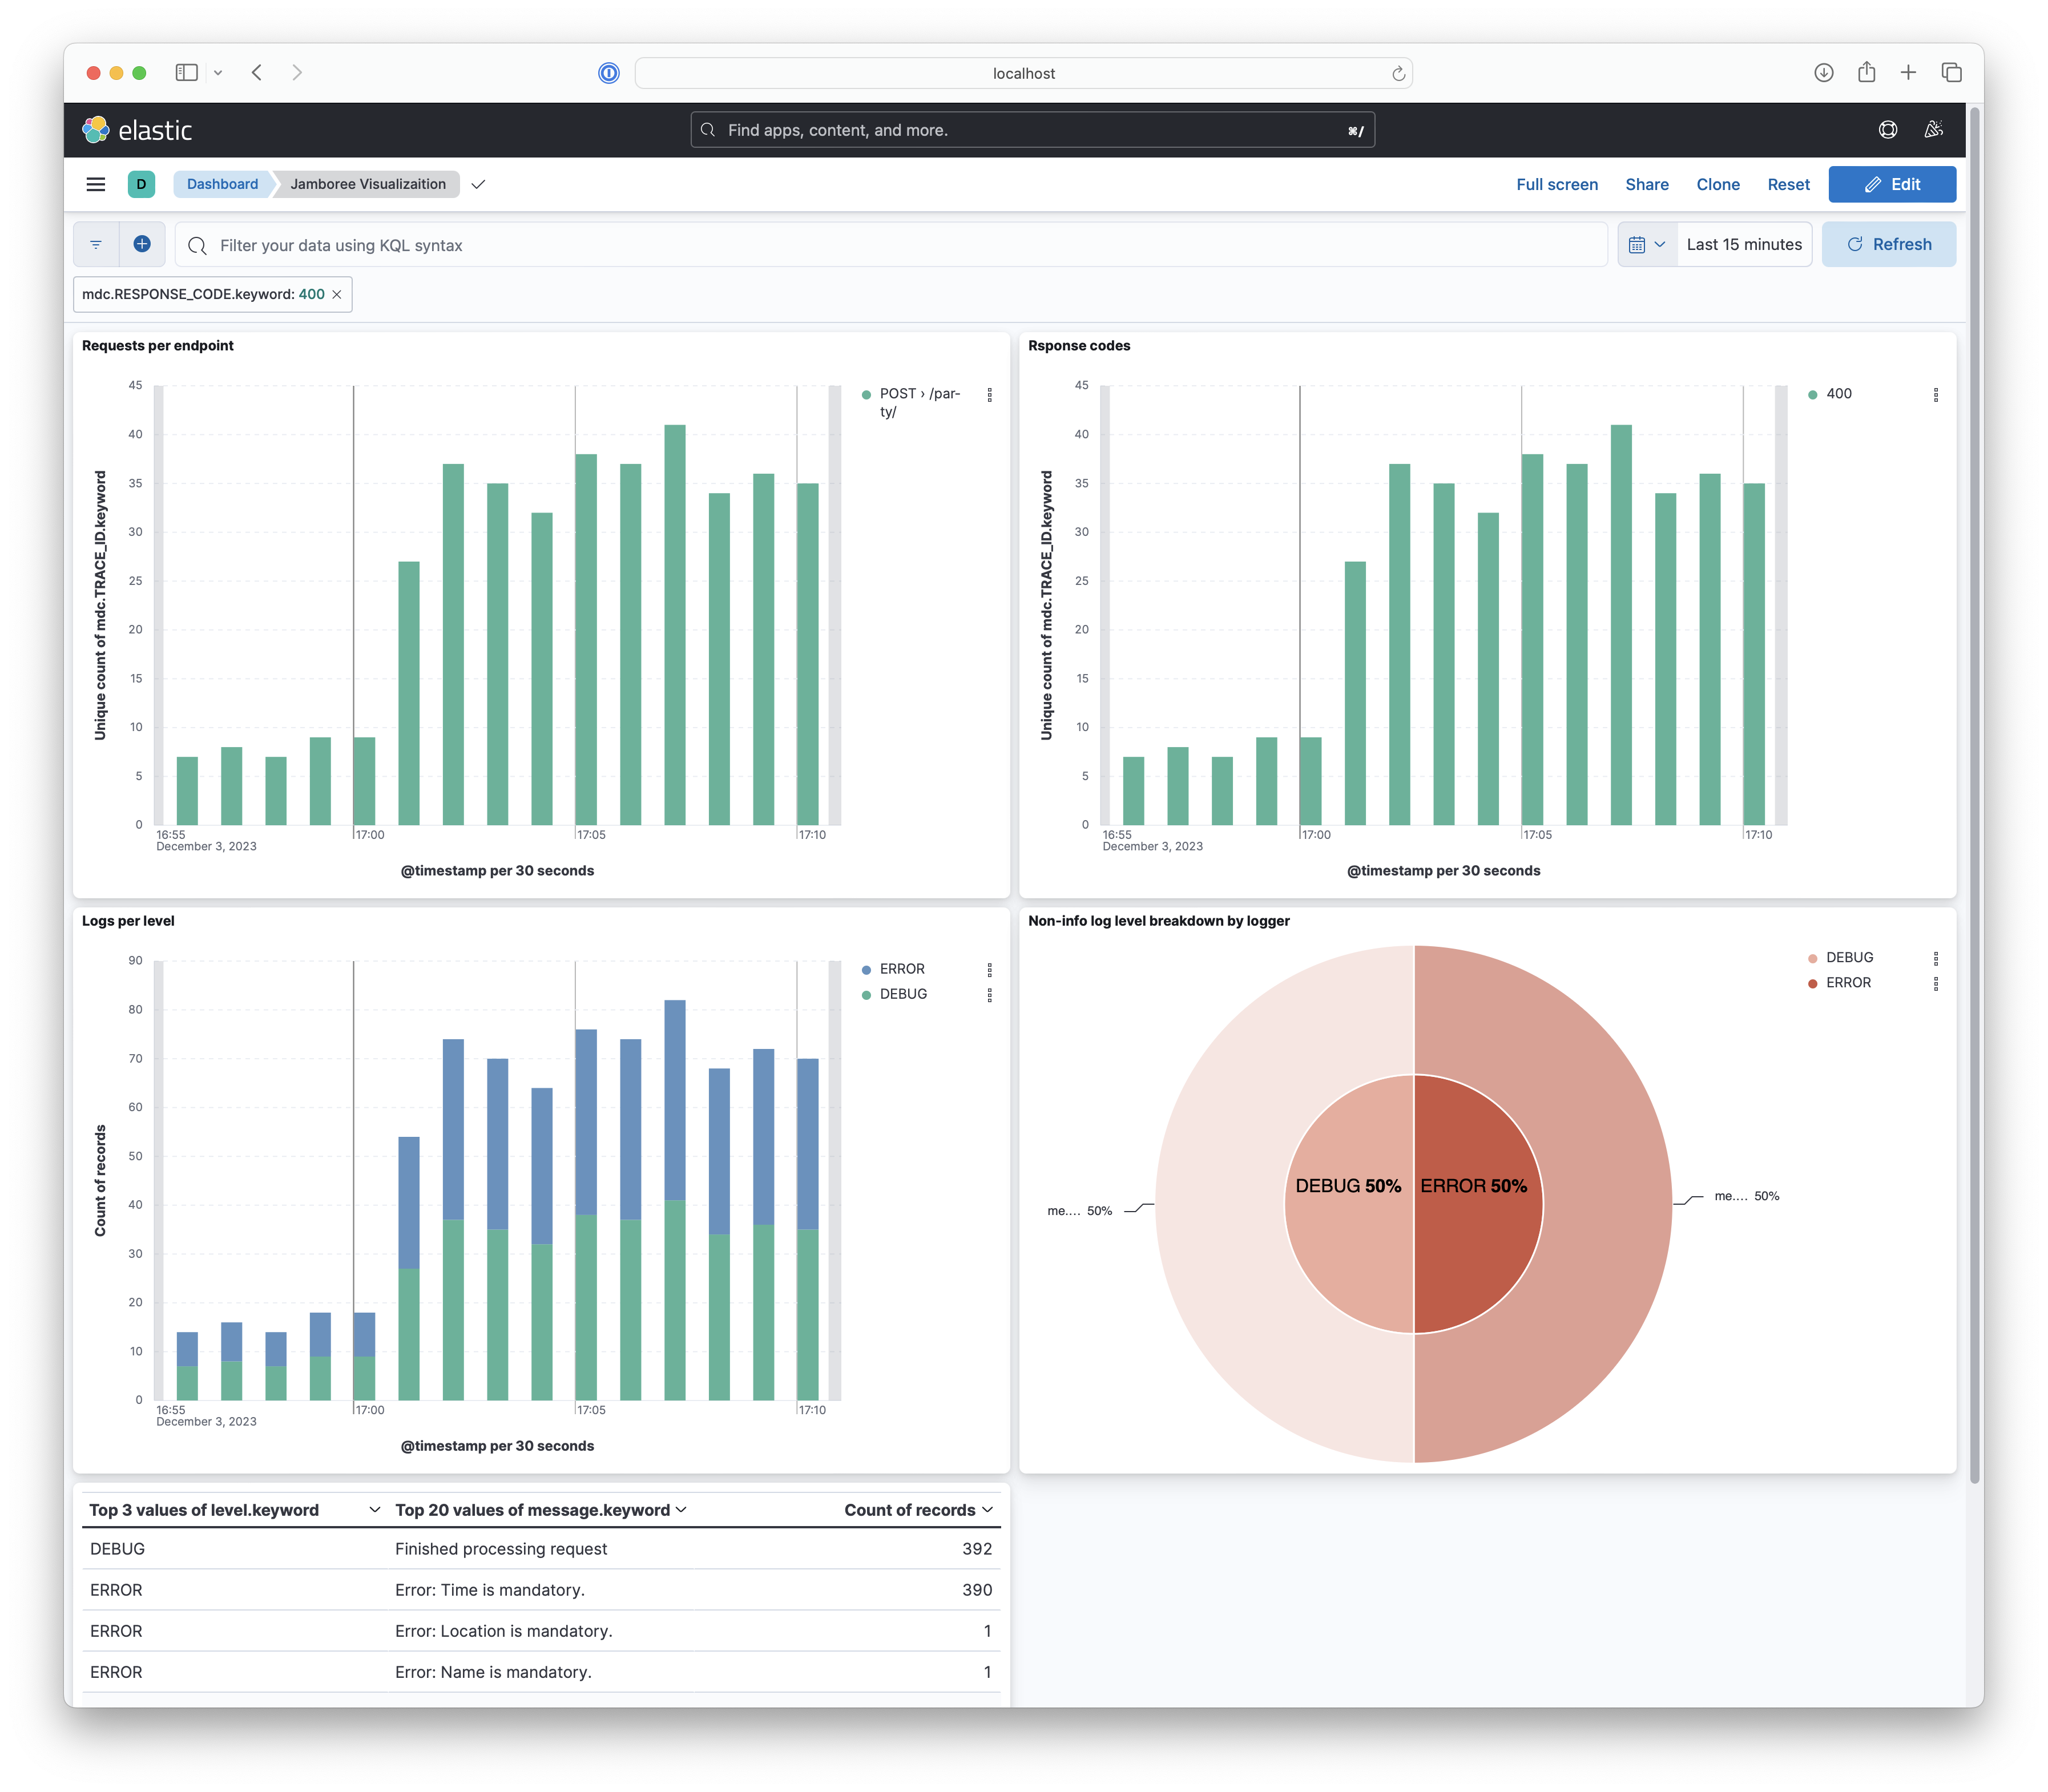 localhost
elastic
Find apps, content, and more.
⌘/
D
Dashboard
Jamboree Visualizaition
Full screen
Share
Clone
Reset
Edit
Filter your data using KQL syntax
Last 15 minutes
Refresh
mdc.RESPONSE_CODE.keyword: 400
Requests per endpoint
45
40
35
30
25
20
15
10
5
0
Unique count of mdc.TRACE_ID.keyword
16:55
December 3, 2023
17:00
17:05
17:10
@timestamp per 30 seconds
POST › /par-
ty/
Rsponse codes
45
40
35
30
25
20
15
10
5
0
Unique count of mdc.TRACE_ID.keyword
16:55
December 3, 2023
17:00
17:05
17:10
@timestamp per 30 seconds
400
Logs per level
90
80
70
60
50
40
30
20
10
0
Count of records
16:55
December 3, 2023
17:00
17:05
17:10
@timestamp per 30 seconds
ERROR
DEBUG
Non-info log level breakdown by logger
DEBUG
ERROR
DEBUG 50%
ERROR 50%
me.... 50%
me.... 50%
Top 3 values of level.keyword
Top 20 values of message.keyword
Count of records
DEBUG
Finished processing request
392
ERROR
Error: Time is mandatory.
390
ERROR
Error: Location is mandatory.
1
ERROR
Error: Name is mandatory.
1